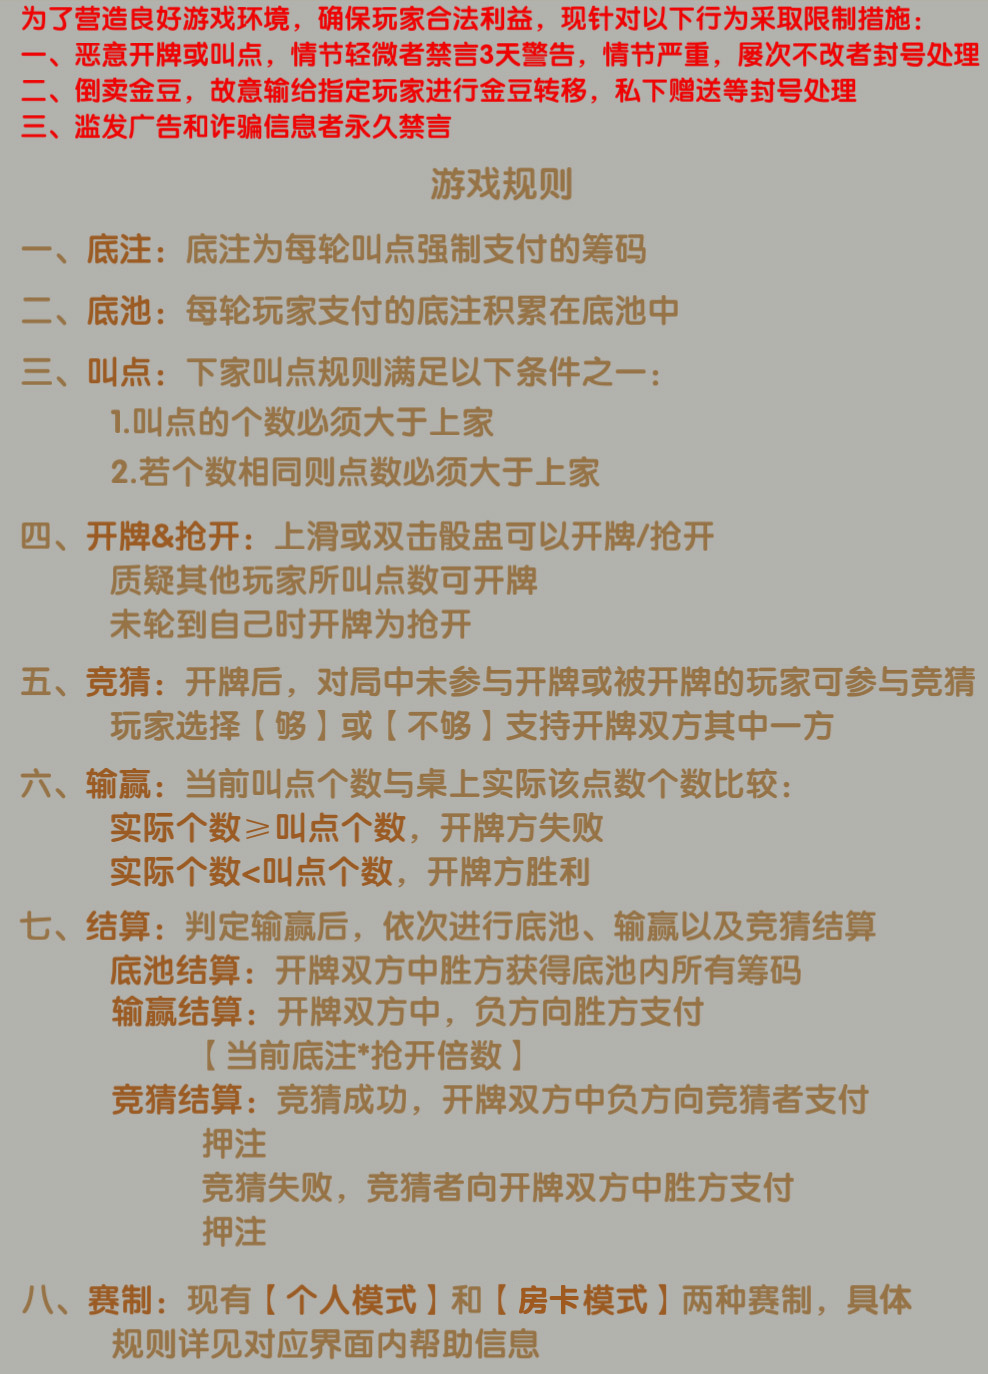 为了营造良好游戏环境，确保玩家合法利益，现针对以下行为采取限制措施：
一、恶意开牌或叫点，情节轻微者禁言3天警告，情节严重，屡次不改者封号处理
二、倒卖金豆，故意输给指定玩家进行金豆转移，私下赠送等封号处理
三、滥发广告和诈骗信息者永久禁言
游戏规则
一、底注：底注为每轮叫点强制支付的筹码
二、底池：每轮玩家支付的底注积累在底池中
三、叫点：下家叫点规则满足以下条件之一：
1.叫点的个数必须大于上家
2.若个数相同则点数必须大于上家
四、开牌&抢开：上滑或双击骰盅可以开牌/抢开
质疑其他玩家所叫点数可开牌
未轮到自己时开牌为抢开
五、竞猜：开牌后，对局中未参与开牌或被开牌的玩家可参与竞猜
玩家选择【够】或【不够】支持开牌双方其中一方
六、输赢：当前叫点个数与桌上实际该点数个数比较：
实际个数≥叫点个数，开牌方失败
实际个数<叫点个数，开牌方胜利
七、结算：判定输赢后，依次进行底池、输赢以及竞猜结算
底池结算：开牌双方中胜方获得底池内所有筹码
输赢结算：开牌双方中，负方向胜方支付
【当前底注*抢开倍数】
竞猜结算：竞猜成功，开牌双方中负方向竞猜者支付
押注
竞猜失败，竞猜者向开牌双方中胜方支付
押注
八、赛制：现有【个人模式】和【房卡模式】两种赛制，具体
规则详见对应界面内帮助信息